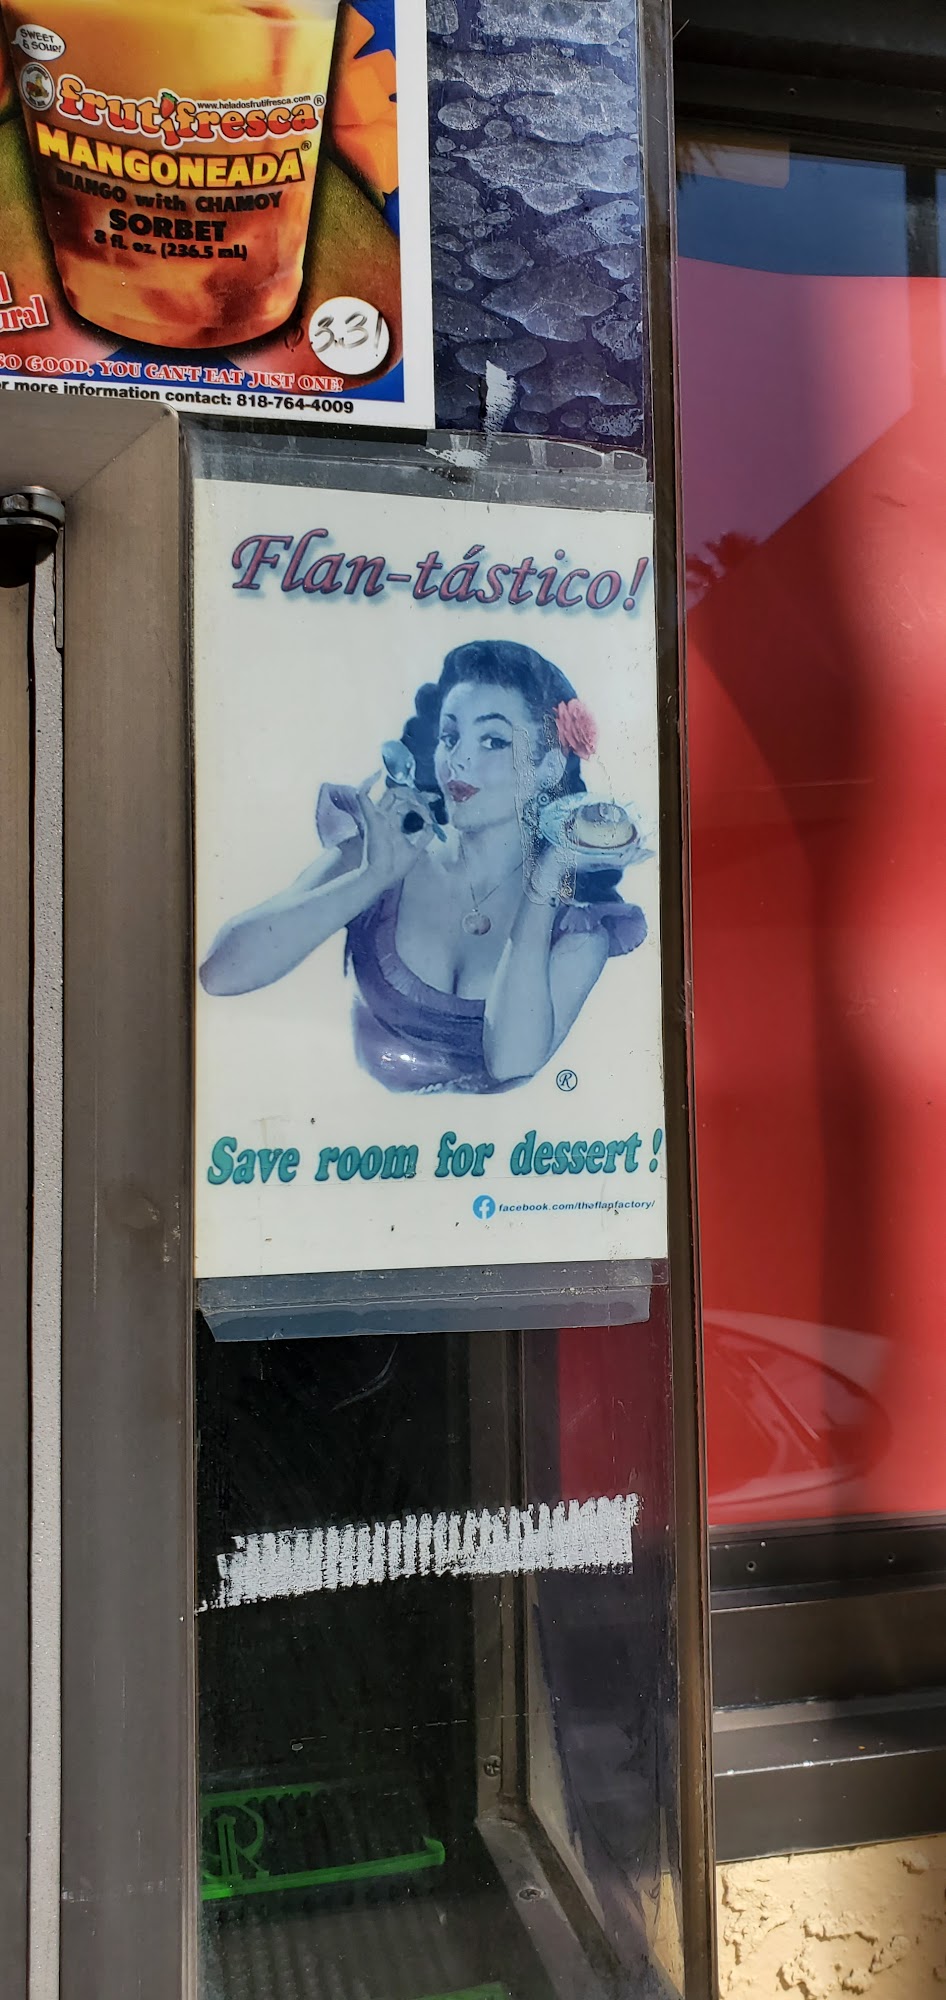 SWEET
& SOUR!
www.heladosfrutifresca.com
frutifresca®
MANGONEADA®
MANGO with CHAMOY
SORBET
8 fl. oz. (236.5 ml)
3.31
SO GOOD, YOU CAN'T EAT JUST ONE!
more information contact: 818-764-4009
Flan-tástico!
®
Save room for dessert!
facebook.com/theflanfactory/